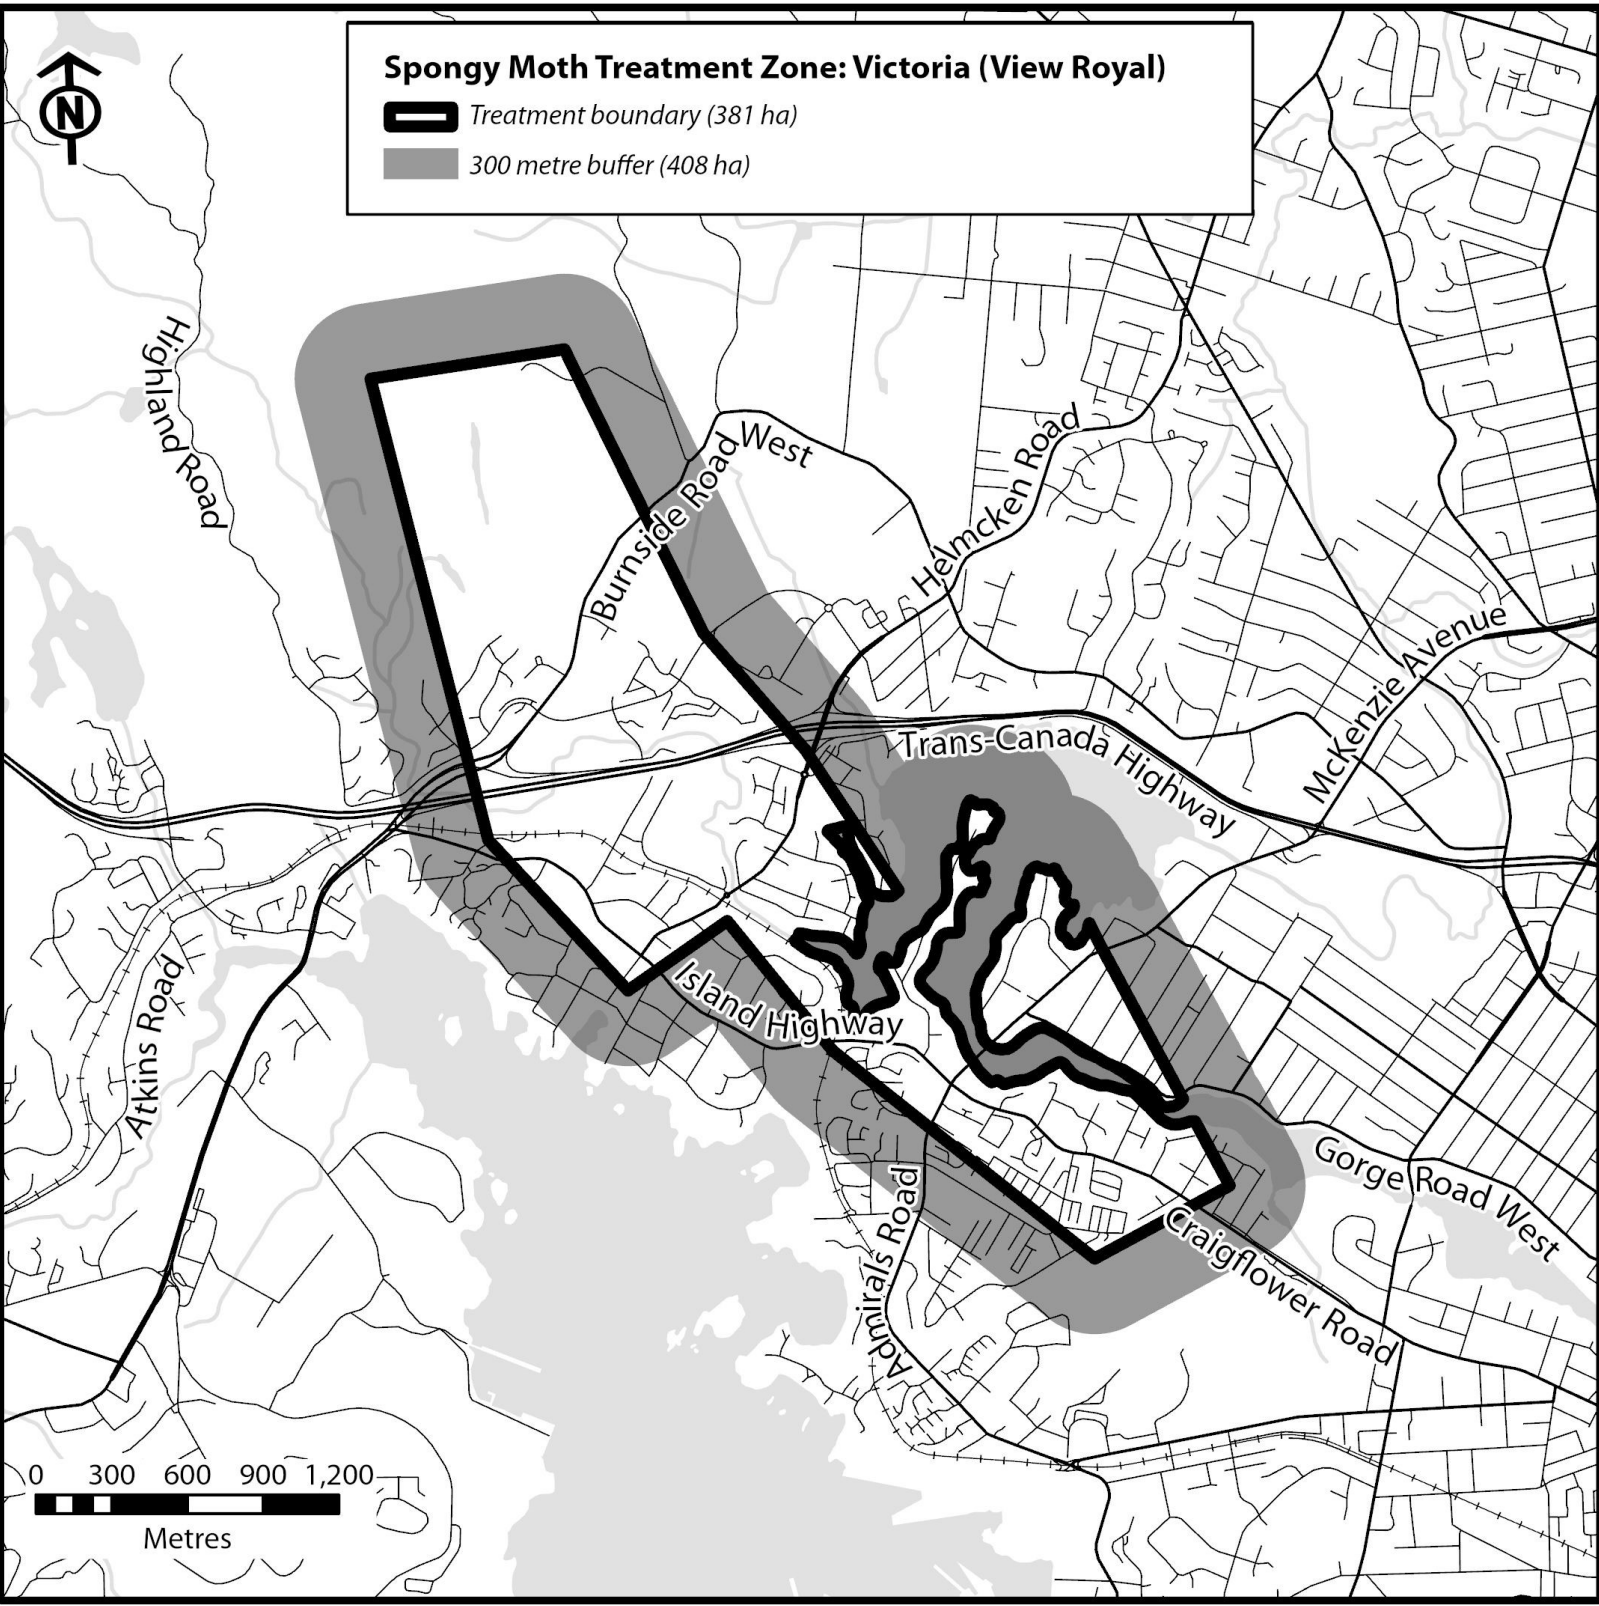 Spongy Moth Treatment Zone: Victoria (View Royal)
Treatment boundary (381 ha)
300 metre buffer (408 ha)
N
Highland Road
Burnside Road West
Helmcken Road
McKenzie Avenue
Trans-Canada Highway
Island Highway
Atkins Road
Admirals Road
Gorge Road West
Craigflower Road
0 300 600 900 1,200
Metres